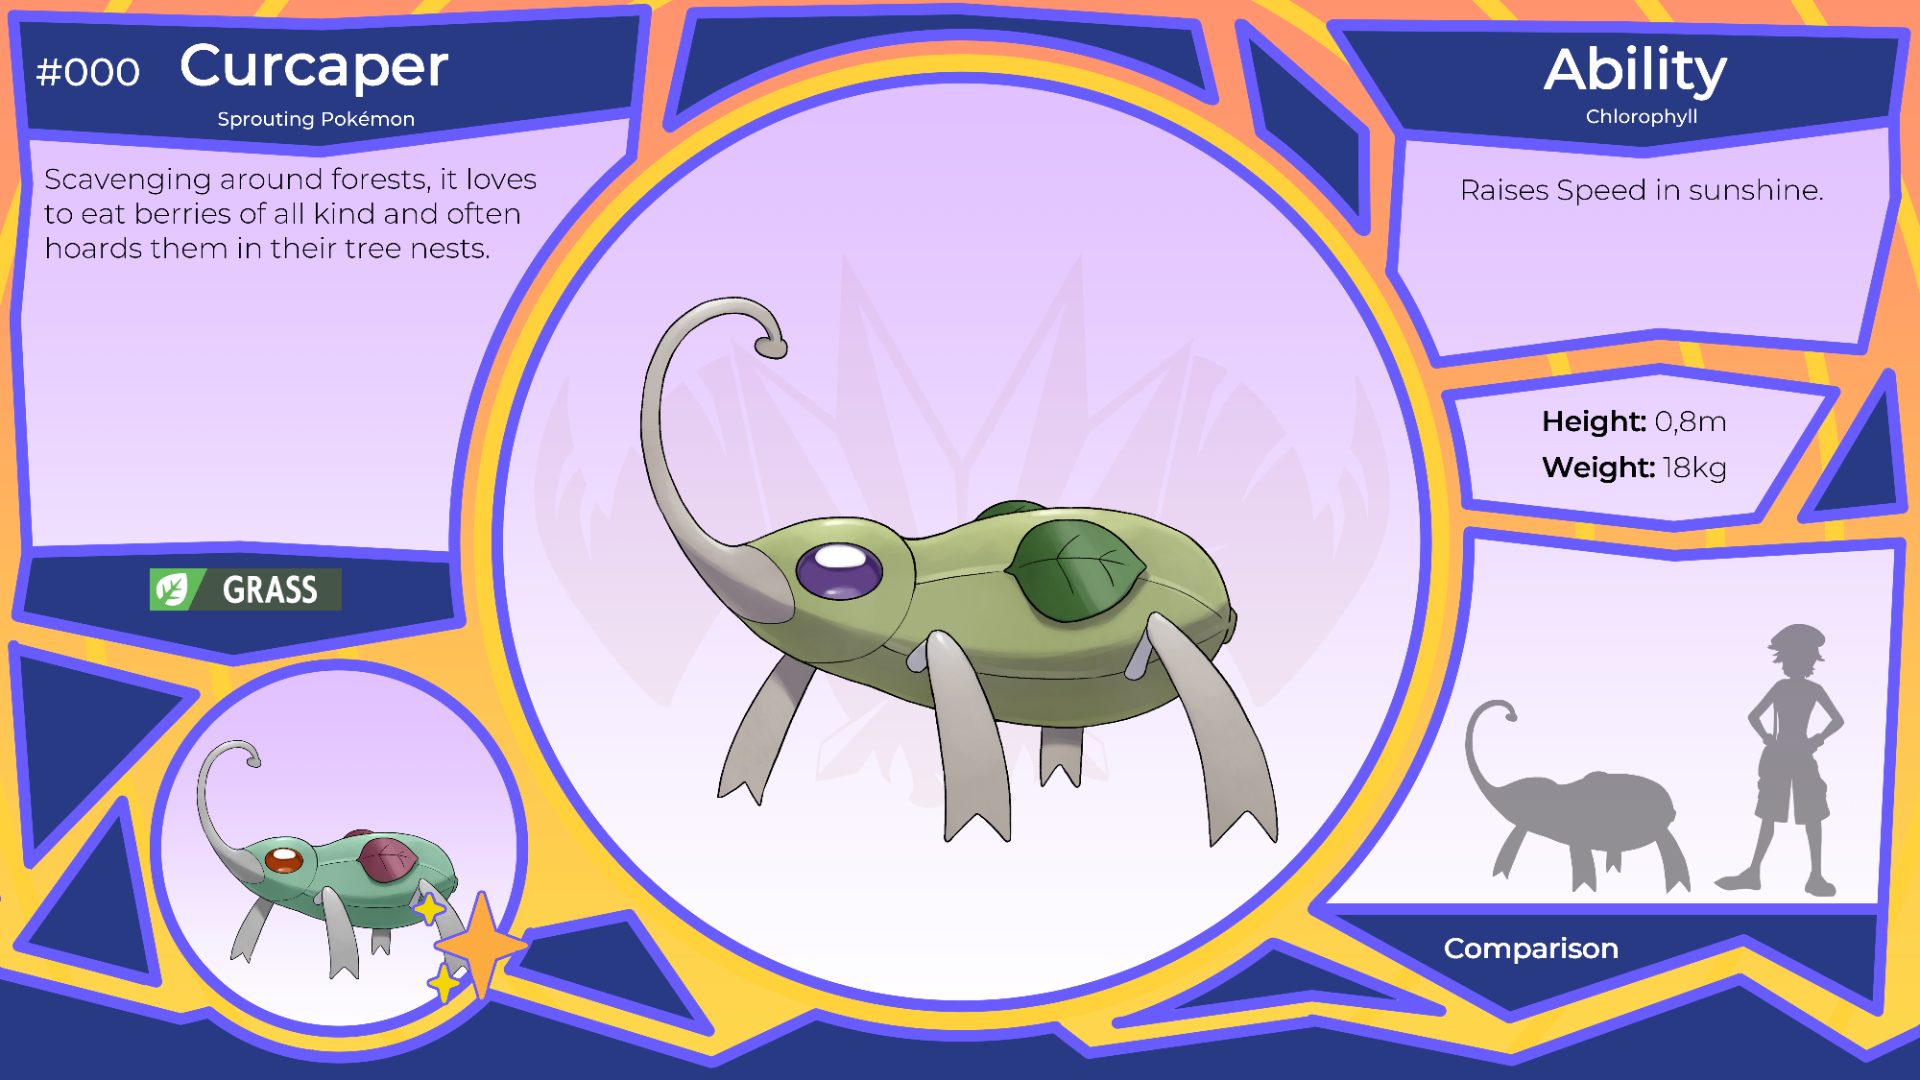 #000 Curcaper
Sprouting Pokémon
Scavenging around forests, it loves
to eat berries of all kind and often
hoards them in their tree nests.
GRASS
Ability
Chlorophyll
Raises Speed in sunshine.
Height: 0,8m
Weight: 18kg
Comparison